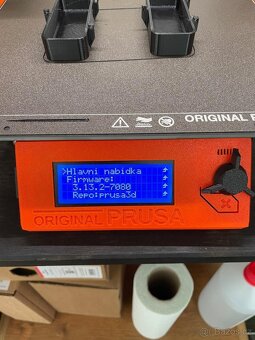 ORIGINAL P
Hlavni nabidka
Firmware:
3.13.2-7080
Repo:prusa3d
ORIGINAL PRUSA